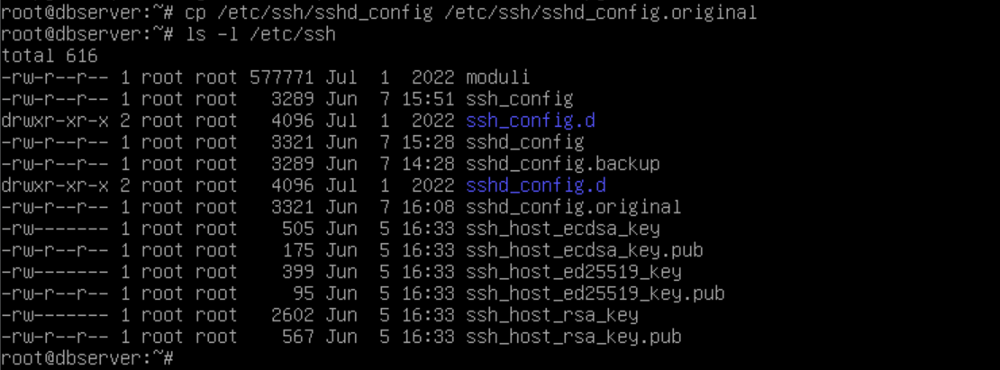 root@dbserver:~# cp /etc/ssh/sshd_config /etc/ssh/sshd_config.original
root@dbserver:~# ls -l /etc/ssh
total 616
-rw-r--r-- 1 root root 577771 Jul  1  2022 moduli
-rw-r--r-- 1 root root   3289 Jun  7 15:51 ssh_config
drwxr-xr-x 2 root root   4096 Jul  1  2022 ssh_config.d
-rw-r--r-- 1 root root   3321 Jun  7 15:28 sshd_config
-rw-r--r-- 1 root root   3289 Jun  7 14:28 sshd_config.backup
drwxr-xr-x 2 root root   4096 Jul  1  2022 sshd_config.d
-rw-r--r-- 1 root root   3321 Jun  7 16:08 sshd_config.original
-rw------- 1 root root    505 Jun  5 16:33 ssh_host_ecdsa_key
-rw-r--r-- 1 root root    175 Jun  5 16:33 ssh_host_ecdsa_key.pub
-rw------- 1 root root    399 Jun  5 16:33 ssh_host_ed25519_key
-rw-r--r-- 1 root root     95 Jun  5 16:33 ssh_host_ed25519_key.pub
-rw------- 1 root root   2602 Jun  5 16:33 ssh_host_rsa_key
-rw-r--r-- 1 root root    567 Jun  5 16:33 ssh_host_rsa_key.pub
root@dbserver:~#